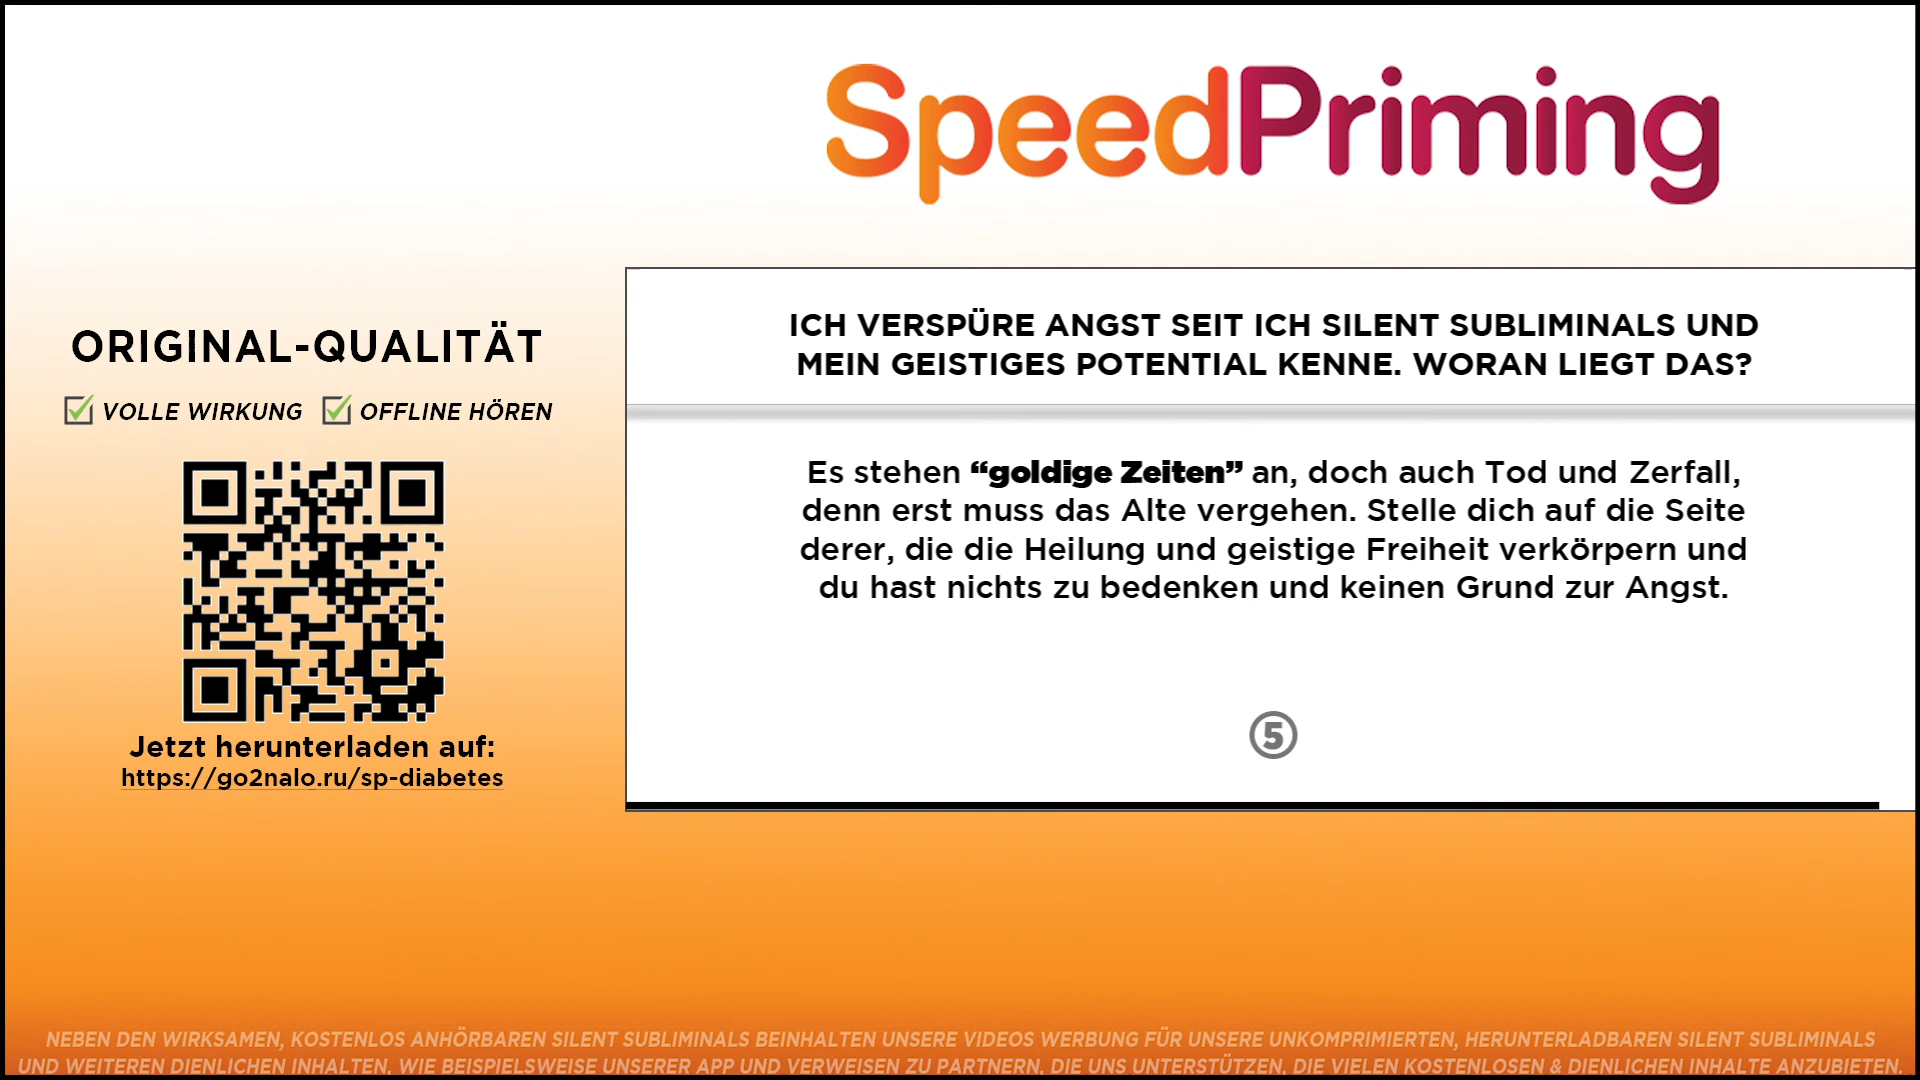 SpeedPriming
ORIGINAL-QUALITÄT
VOLLE WIRKUNG OFFLINE HÖREN
Jetzt herunterladen auf:
https://go2nalo.ru/sp-diabetes
ICH VERSPÜRE ANGST SEIT ICH SILENT SUBLIMINALS UND
MEIN GEISTIGES POTENTIAL KENNE. WORAN LIEGT DAS?
Es stehen “goldige Zeiten” an, doch auch Tod und Zerfall,
denn erst muss das Alte vergehen. Stelle dich auf die Seite
derer, die die Heilung und geistige Freiheit verkörpern und
du hast nichts zu bedenken und keinen Grund zur Angst.
5
NEBEN DEN WIRKSAMEN, KOSTENLOS ANHÖRBAREN SILENT SUBLIMINALS BEINHALTEN UNSERE VIDEOS WERBUNG FÜR UNSERE UNKOMPRIMIERTEN, HERUNTERLADBAREN SILENT SUBLIMINALS
UND WEITEREN DIENLICHEN INHALTEN, WIE BEISPIELSWEISE UNSERER APP UND VERWEISEN ZU PARTNERN, DIE UNS UNTERSTÜTZEN, DIE VIELEN KOSTENLOSEN & DIENLICHEN INHALTE ANZUBIETEN.